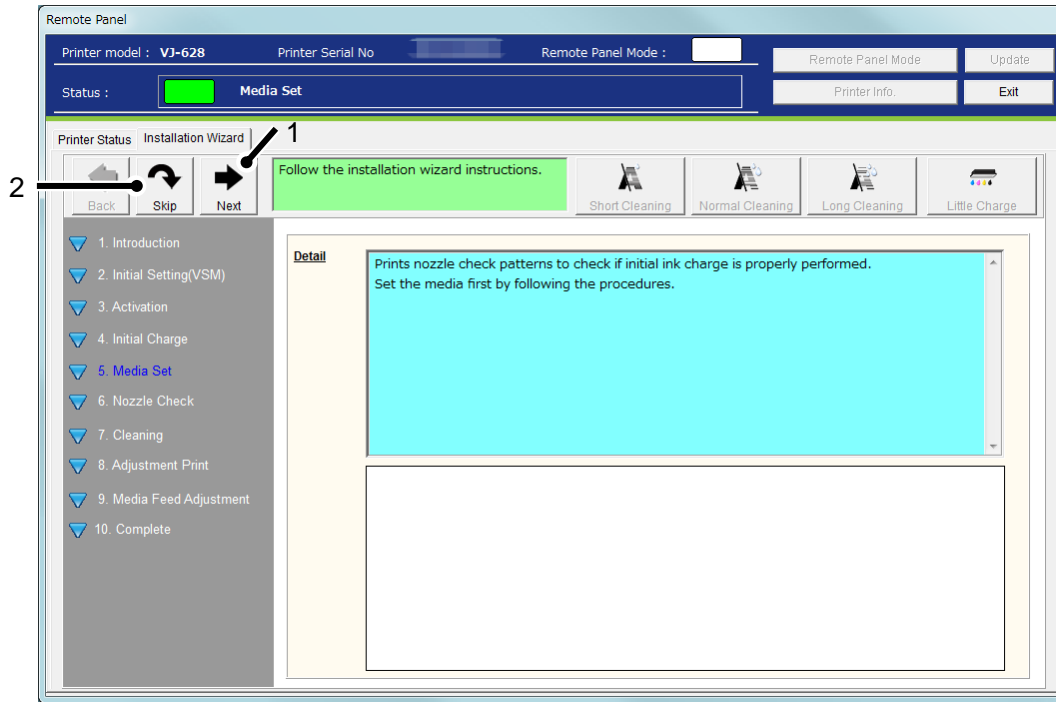 Remote Panel
Printer model : VJ-628 Printer Serial No Remote Panel Mode :
Remote Panel Mode Update
Status : Media Set
Printer Info. Exit
Printer Status Installation Wizard 1
2
Back Skip Next
Follow the installation wizard instructions.
Short Cleaning Normal Cleaning Long Cleaning Little Charge
1. Introduction
2. Initial Setting(VSM)
3. Activation
4. Initial Charge
5. Media Set
6. Nozzle Check
7. Cleaning
8. Adjustment Print
9. Media Feed Adjustment
10. Complete
Detail
Prints nozzle check patterns to check if initial ink charge is properly performed.
Set the media first by following the procedures.